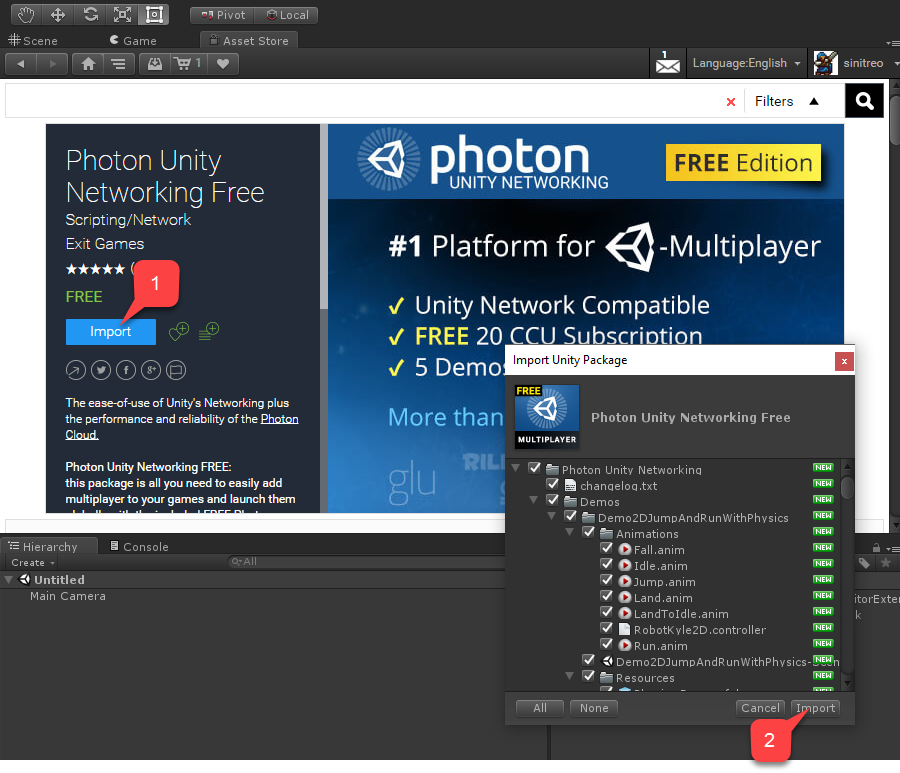 Pivot Local
Scene Game Asset Store
1
1 Language:English sinitreo
Filters
Photon Unity
Networking Free
Scripting/Network
Exit Games
★★★★★ (
FREE
1
Import
The ease-of-use of Unity's Networking plus
the performance and reliability of the Photon
Cloud.
Photon Unity Networking FREE:
this package is all you need to easily add
multiplayer to your games and launch them
photon
UNITY NETWORKING
FREE Edition
#1 Platform for -Multiplayer
✓ Unity Network Compatible
✓ FREE 20 CCU Subscription
✓ 5 Demos
More than
glu
Import Unity Package
x
FREE
MULTIPLAYER
Photon Unity Networking Free
Photon Unity Networking NEW
changelog.txt NEW
Demos NEW
Demo2DJumpAndRunWithPhysics NEW
Animations NEW
Fall.anim NEW
Idle.anim NEW
Jump.anim NEW
Land.anim NEW
LandToIdle.anim NEW
RobotKyle2D.controller NEW
Run.anim NEW
Demo2DJumpAndRunWithPhysics-Scen NEW
Resources NEW
All None Cancel Import
2
Hierarchy Console
Create All
Untitled
Main Camera
itorExter
k